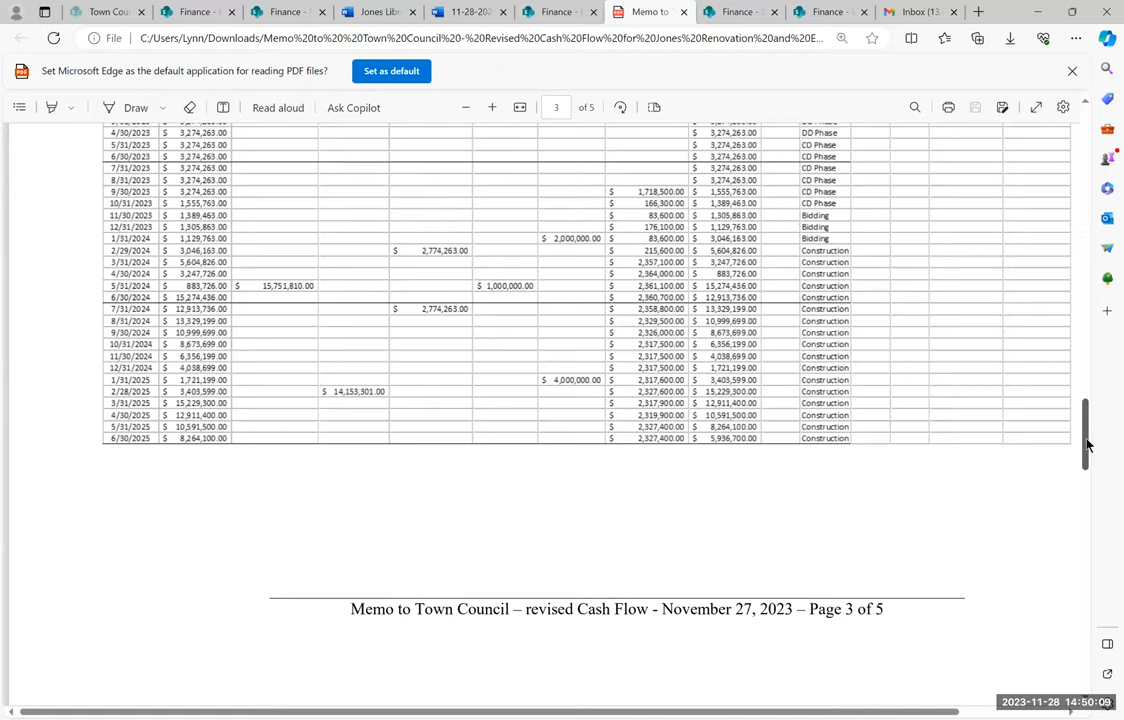 Town Cou
Finance -
Finance -
Jones Libr
11-28-202
Finance -
Memo to
Finance -
Finance -
Inbox (13
File C:/Users/Lynn/Downloads/Memo%20to%20%20Town%20Council%20-%20Revised%20Cash%20Flow%20for%20Jones%20Renovation%20and%20E...
Set Microsoft Edge as the default application for reading PDF files? Set as default
Draw Read aloud Ask Copilot 3 of 5
4/30/2023 $ 3,274,263.00 $ 3,274,263.00 DD Phase
5/31/2023 $ 3,274,263.00 $ 3,274,263.00 CD Phase
6/30/2023 $ 3,274,263.00 $ 3,274,263.00 CD Phase
7/31/2023 $ 3,274,263.00 $ 3,274,263.00 CD Phase
8/31/2023 $ 3,274,263.00 $ 3,274,263.00 CD Phase
9/30/2023 $ 3,274,263.00 $ 1,718,500.00 $ 1,555,763.00 CD Phase
10/31/2023 $ 1,555,763.00 $ 166,300.00 $ 1,389,463.00 CD Phase
11/30/2023 $ 1,389,463.00 $ 83,600.00 $ 1,305,863.00 Bidding
12/31/2023 $ 1,305,863.00 $ 176,100.00 $ 1,129,763.00 Bidding
1/31/2024 $ 1,129,763.00 $ 2,000,000.00 $ 83,600.00 $ 3,046,163.00 Bidding
2/29/2024 $ 3,046,163.00 $ 2,774,263.00 $ 215,600.00 $ 5,604,826.00 Construction
3/31/2024 $ 5,604,826.00 $ 2,357,100.00 $ 3,247,726.00 Construction
4/30/2024 $ 3,247,726.00 $ 2,364,000.00 $ 883,726.00 Construction
5/31/2024 $ 883,726.00 $ 15,751,810.00 $ 1,000,000.00 $ 2,361,100.00 $ 15,274,436.00 Construction
6/30/2024 $ 15,274,436.00 $ 2,360,700.00 $ 12,913,736.00 Construction
7/31/2024 $ 12,913,736.00 $ 2,774,263.00 $ 2,358,800.00 $ 13,329,199.00 Construction
8/31/2024 $ 13,329,199.00 $ 2,329,500.00 $ 10,999,699.00 Construction
9/30/2024 $ 10,999,699.00 $ 2,326,000.00 $ 8,673,699.00 Construction
10/31/2024 $ 8,673,699.00 $ 2,317,500.00 $ 6,356,199.00 Construction
11/30/2024 $ 6,356,199.00 $ 2,317,500.00 $ 4,038,699.00 Construction
12/31/2024 $ 4,038,699.00 $ 2,317,500.00 $ 1,721,199.00 Construction
1/31/2025 $ 1,721,199.00 $ 4,000,000.00 $ 2,317,600.00 $ 3,403,599.00 Construction
2/28/2025 $ 3,403,599.00 $ 14,153,301.00 $ 2,327,600.00 $ 15,229,300.00 Construction
3/31/2025 $ 15,229,300.00 $ 2,317,900.00 $ 12,911,400.00 Construction
4/30/2025 $ 12,911,400.00 $ 2,319,900.00 $ 10,591,500.00 Construction
5/31/2025 $ 10,591,500.00 $ 2,327,400.00 $ 8,264,100.00 Construction
6/30/2025 $ 8,264,100.00 $ 2,327,400.00 $ 5,936,700.00 Construction
Memo to Town Council – revised Cash Flow - November 27, 2023 – Page 3 of 5
2023-11-28 14:50:09